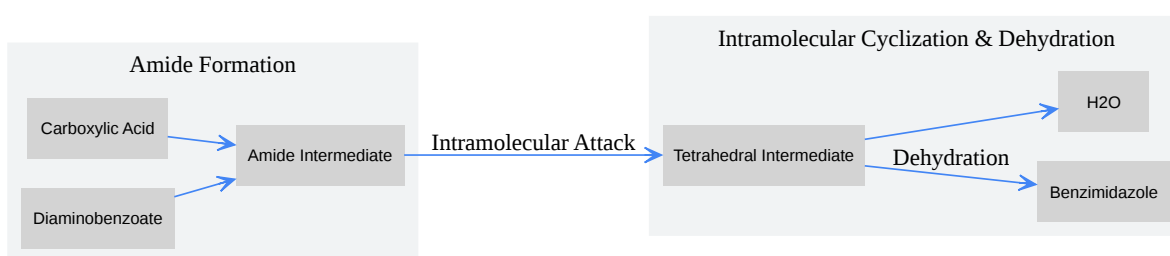 Amide Formation
Carboxylic Acid
Diaminobenzoate
Amide Intermediate
Intramolecular Attack
Intramolecular Cyclization & Dehydration
Tetrahedral Intermediate
Dehydration
H2O
Benzimidazole